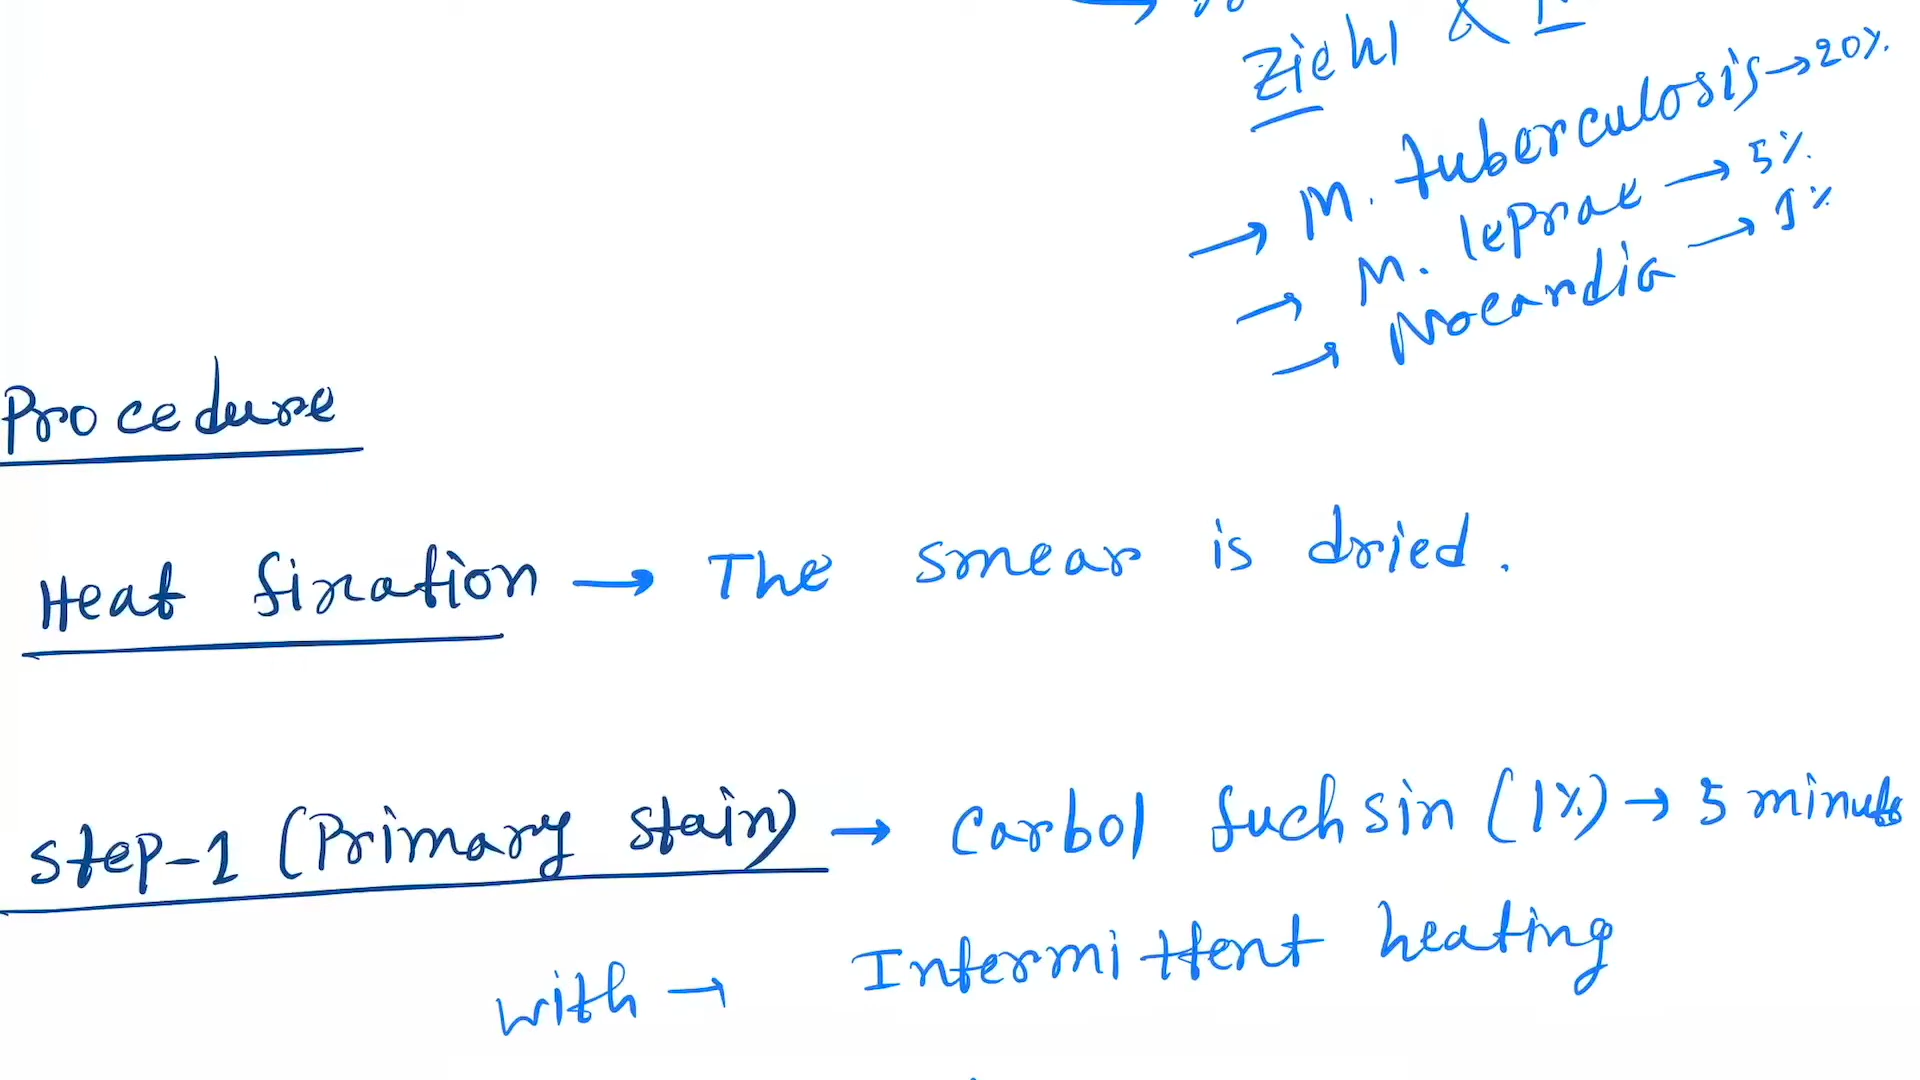 Ziehl &
→ M. tuberculosis → 20%
→ M. leprae → 5%
→ Nocardia → 1%
Procedure
Heat fixation → The smear is dried.
Step-1 (Primary stain) → Carbol fuchsin (1%) → 5 minutes
with → Intermittent heating